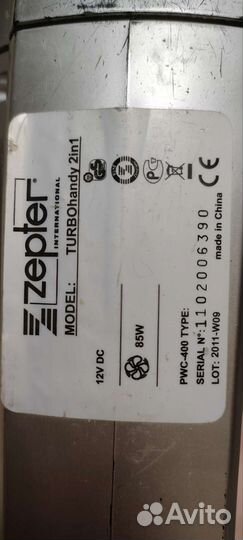 zepter
INTERNATIONAL
MODEL: TURBOhandy 2in1
12V DC
85W
PWC-400 TYPE:
SERIAL N°: 1102006390
LOT: 2011-W09
made in China
CE
Avito